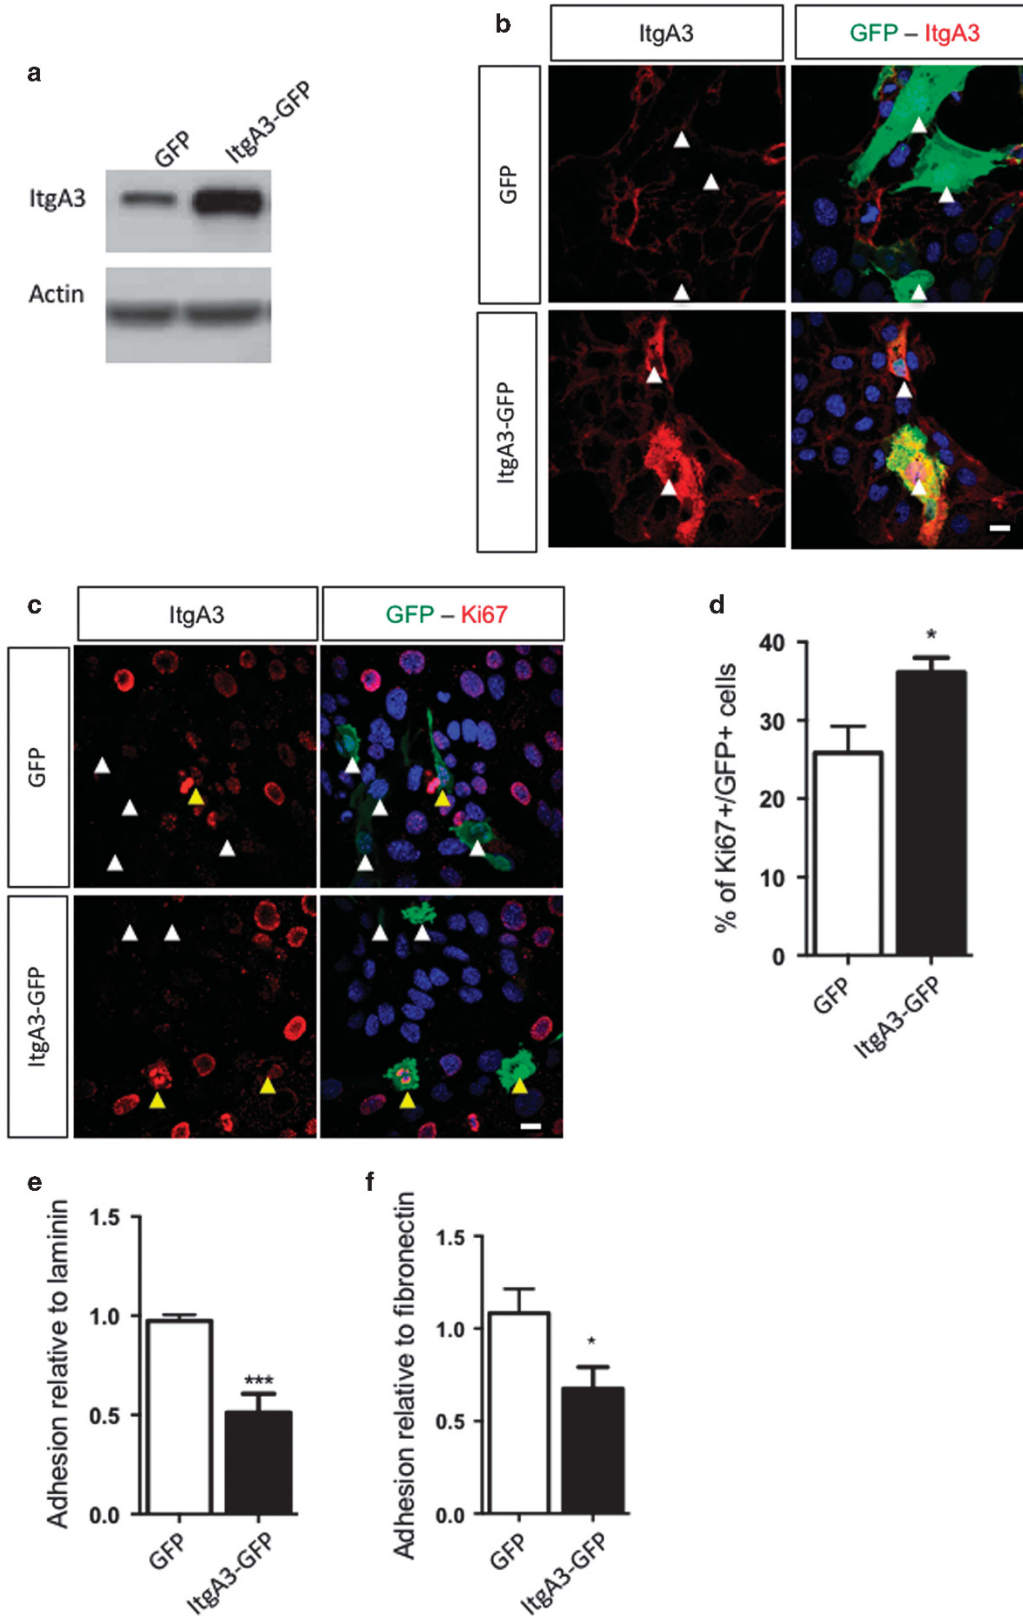 a
GFP
ItgA3-GFP
ItgA3
Actin
b
ItgA3
GFP – ItgA3
GFP
ItgA3-GFP
c
ItgA3
GFP – Ki67
GFP
ItgA3-GFP
d
% of Ki67+/GFP+ cells
40
30
20
10
0
*
GFP
ItgA3-GFP
e
Adhesion relative to laminin
1.5
1.0
0.5
0.0
***
GFP
ItgA3-GFP
f
Adhesion relative to fibronectin
1.5
1.0
0.5
0.0
*
GFP
ItgA3-GFP